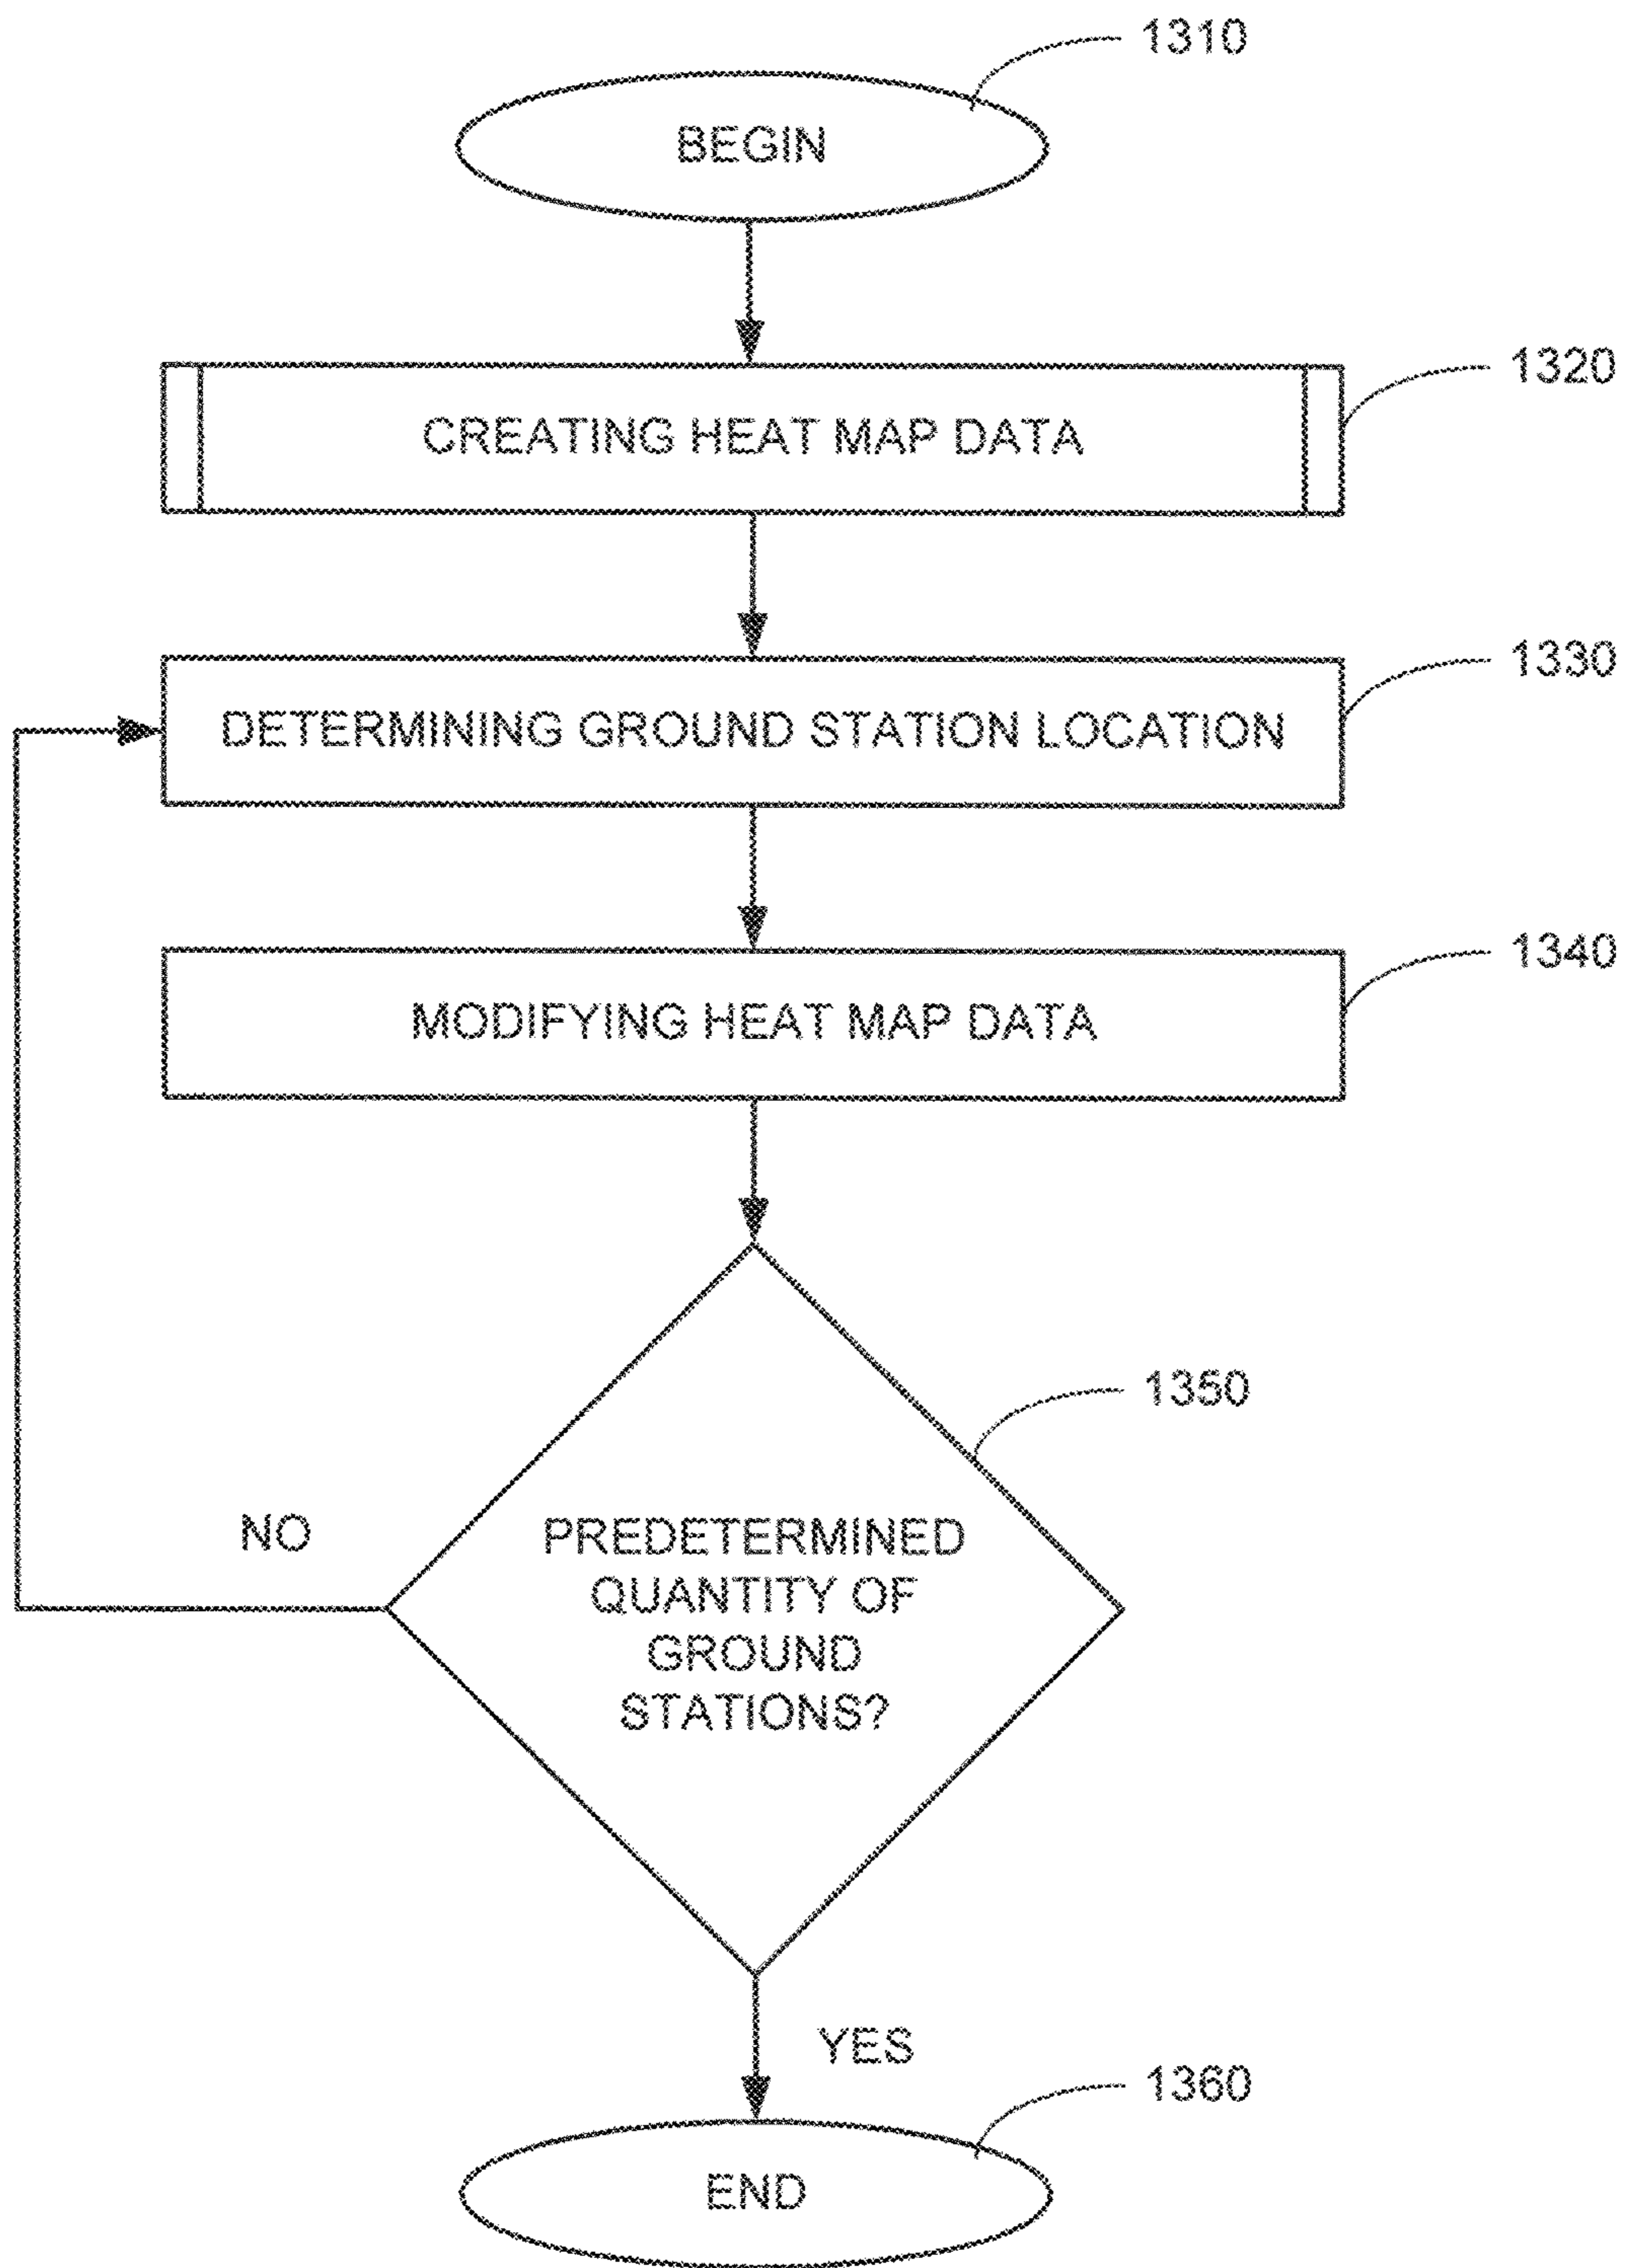 1310
BEGIN
1320
CREATING HEAT MAP DATA
1330
DETERMINING GROUND STATION LOCATION
1340
MODIFYING HEAT MAP DATA
1350
NO
PREDETERMINED
QUANTITY OF
GROUND
STATIONS?
YES
1360
END